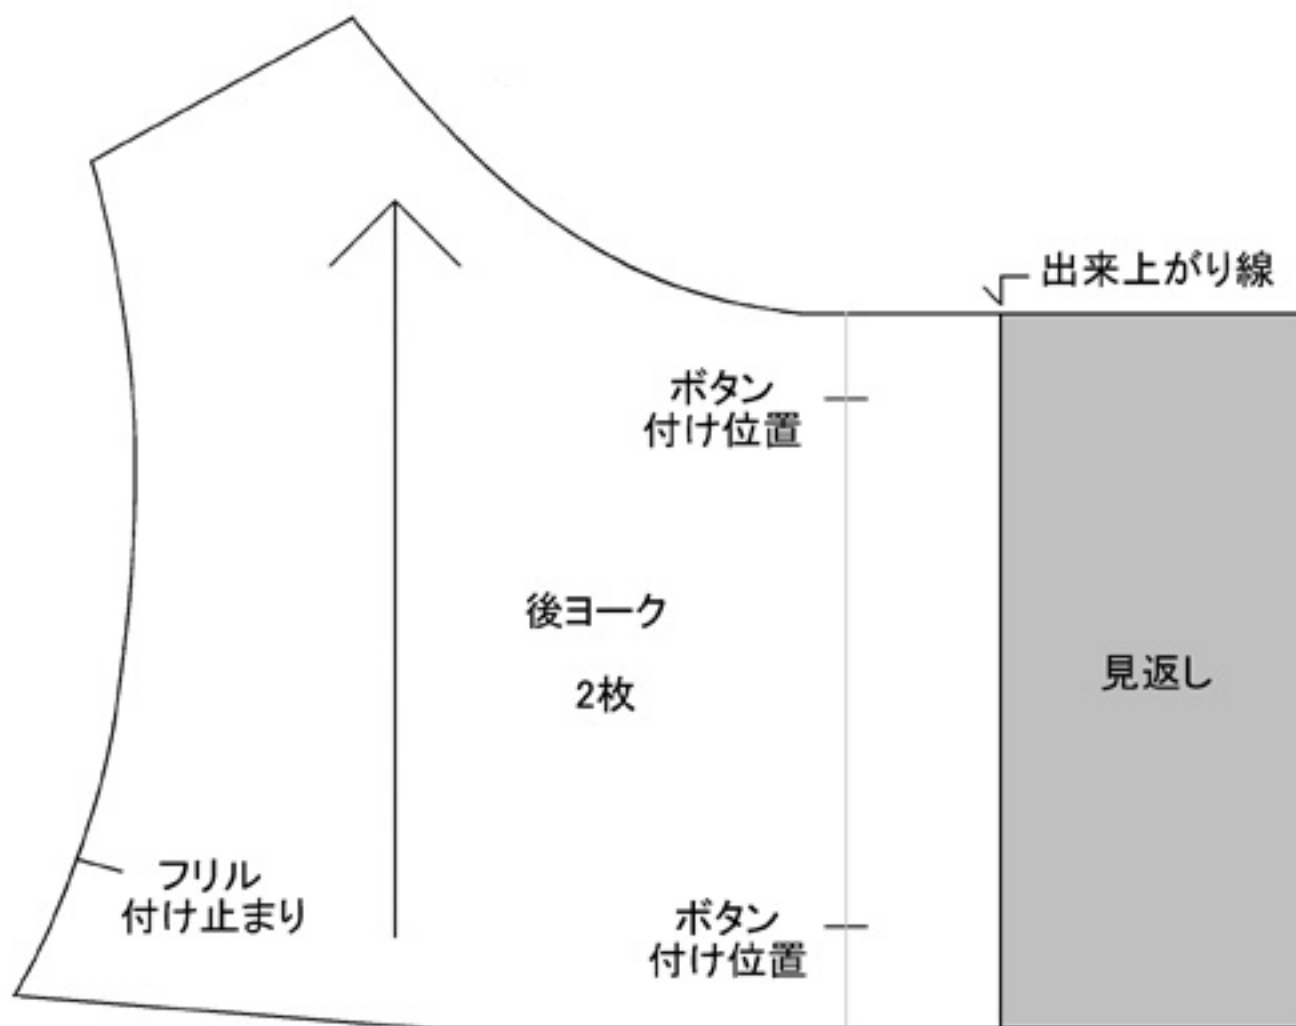 出来上がり線
ボタン
付け位置
後ヨーク
2枚
見返し
フリル
付け止まり
ボタン
付け位置